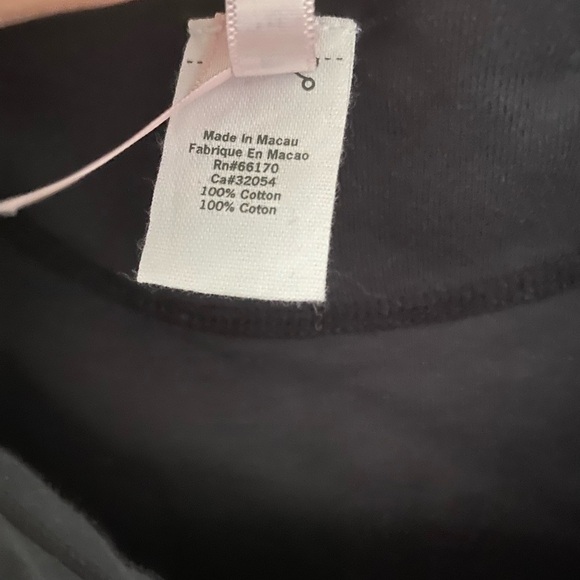 Made In Macau
Fabrique En Macao
Rn#66170
Ca#32054
100% Cotton
100% Coton